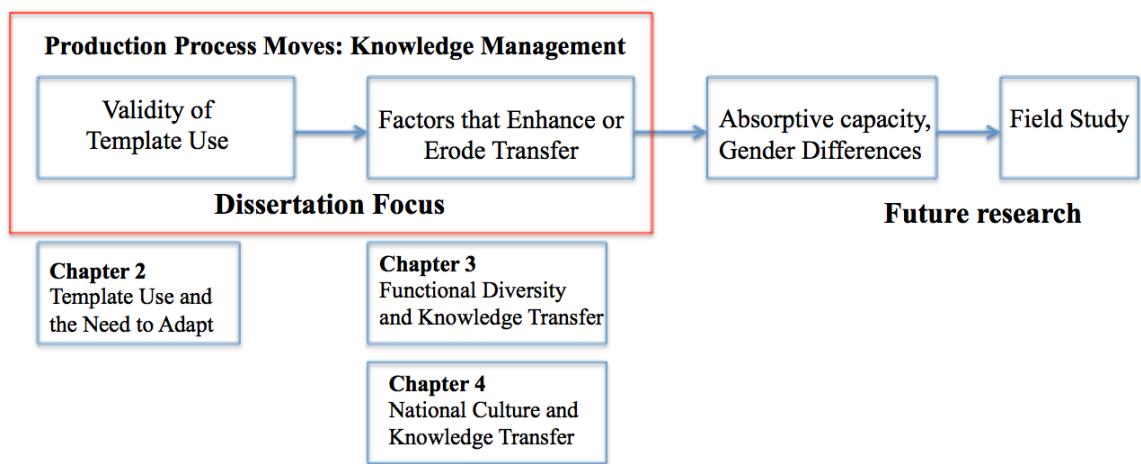 Production Process Moves: Knowledge Management
Validity of
Template Use
Factors that Enhance or
Erode Transfer
Absorptive capacity,
Gender Differences
Field Study
Dissertation Focus
Future research
Chapter 2
Template Use and
the Need to Adapt
Chapter 3
Functional Diversity
and Knowledge Transfer
Chapter 4
National Culture and
Knowledge Transfer